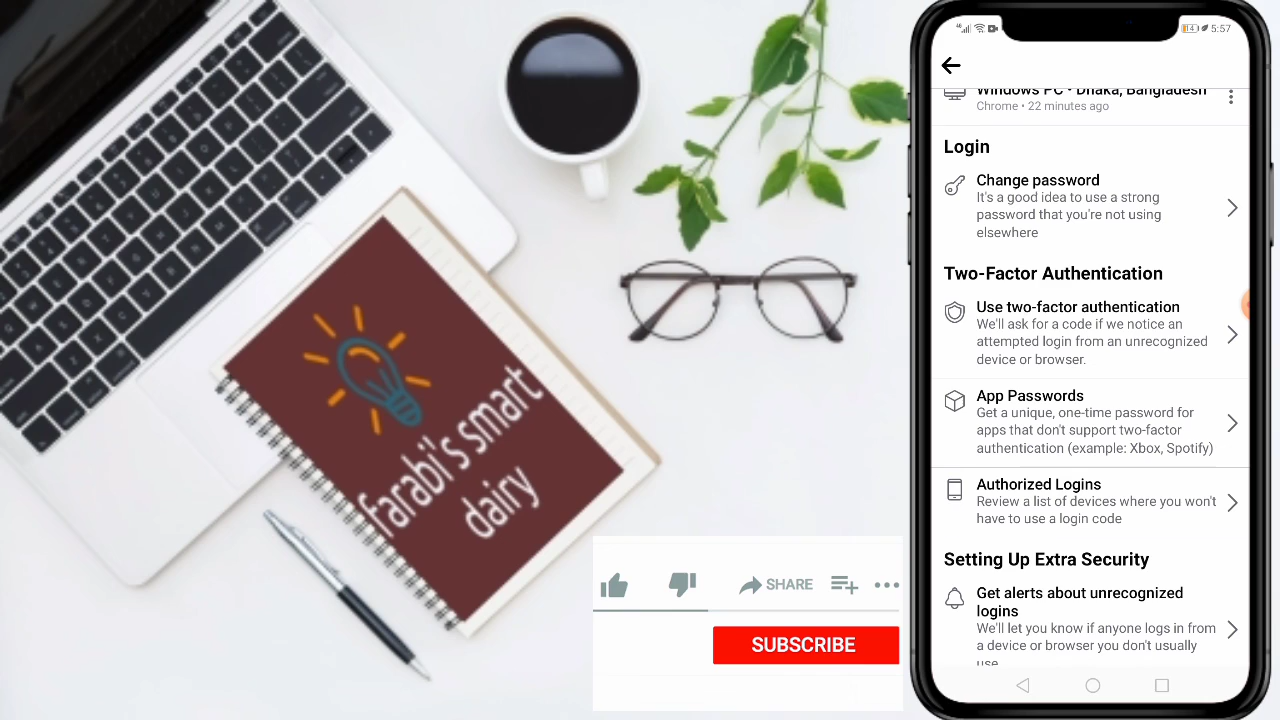 farabi's smart
dairy
SHARE
SUBSCRIBE
5:57
Windows PC • Dhaka, Bangladesh
Chrome • 22 minutes ago
Login
Change password
It's a good idea to use a strong
password that you're not using
elsewhere
Two-Factor Authentication
Use two-factor authentication
We'll ask for a code if we notice an
attempted login from an unrecognized
device or browser.
App Passwords
Get a unique, one-time password for
apps that don't support two-factor
authentication (example: Xbox, Spotify)
Authorized Logins
Review a list of devices where you won't
have to use a login code
Setting Up Extra Security
Get alerts about unrecognized
logins
We'll let you know if anyone logs in from
a device or browser you don't usually
use